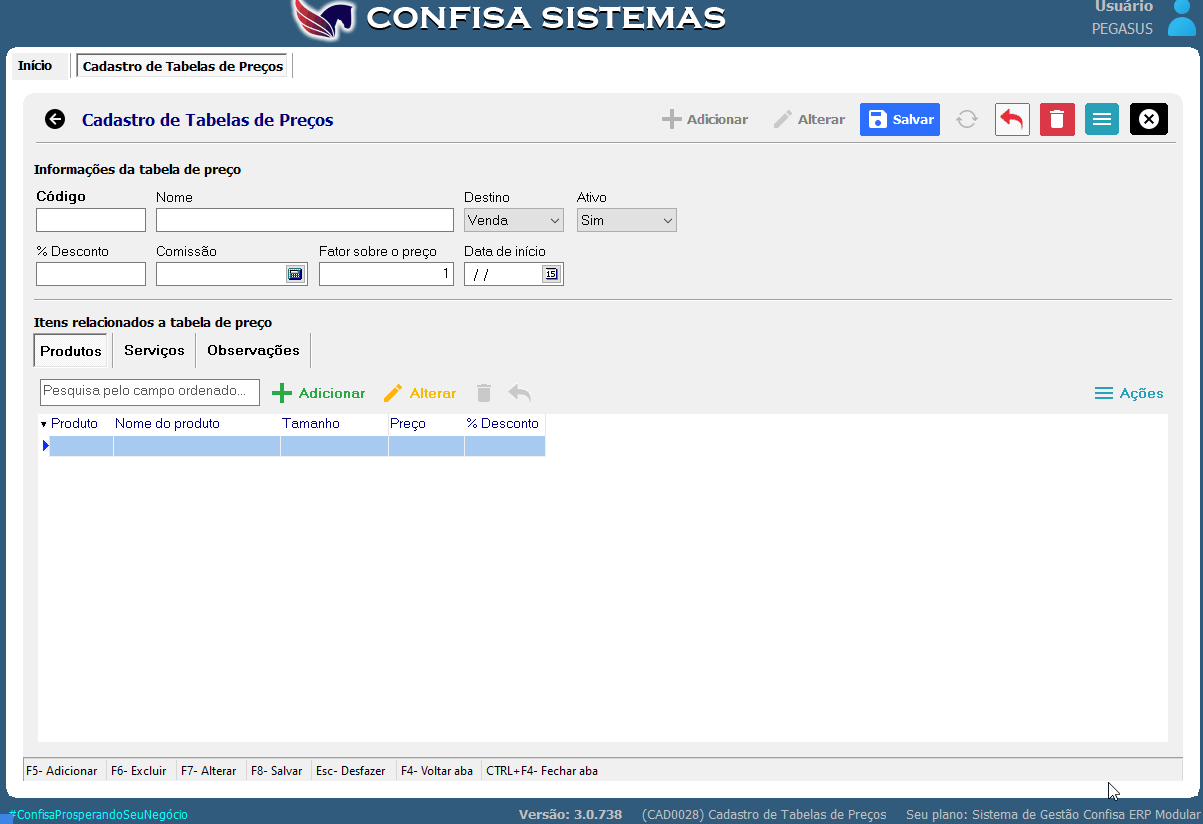 CONFISA SISTEMAS
Usuário
PEGASUS
Início
Cadastro de Tabelas de Preços
Cadastro de Tabelas de Preços
Adicionar
Alterar
Salvar
Informações da tabela de preço
Código
Nome
Destino
Ativo
Venda
Sim
% Desconto
Comissão
Fator sobre o preço
Data de início
1
/ /
15
Itens relacionados a tabela de preço
Produtos
Serviços
Observações
Pesquisa pelo campo ordenado...
Adicionar
Alterar
Ações
Produto
Nome do produto
Tamanho
Preço
% Desconto
F5- Adicionar
F6- Excluir
F7- Alterar
F8- Salvar
Esc- Desfazer
F4- Voltar aba
CTRL+F4- Fechar aba
#ConfisaProsperandoSeuNegócio
Versão: 3.0.738
(CAD0028) Cadastro de Tabelas de Preços
Seu plano: Sistema de Gestão Confisa ERP Modular